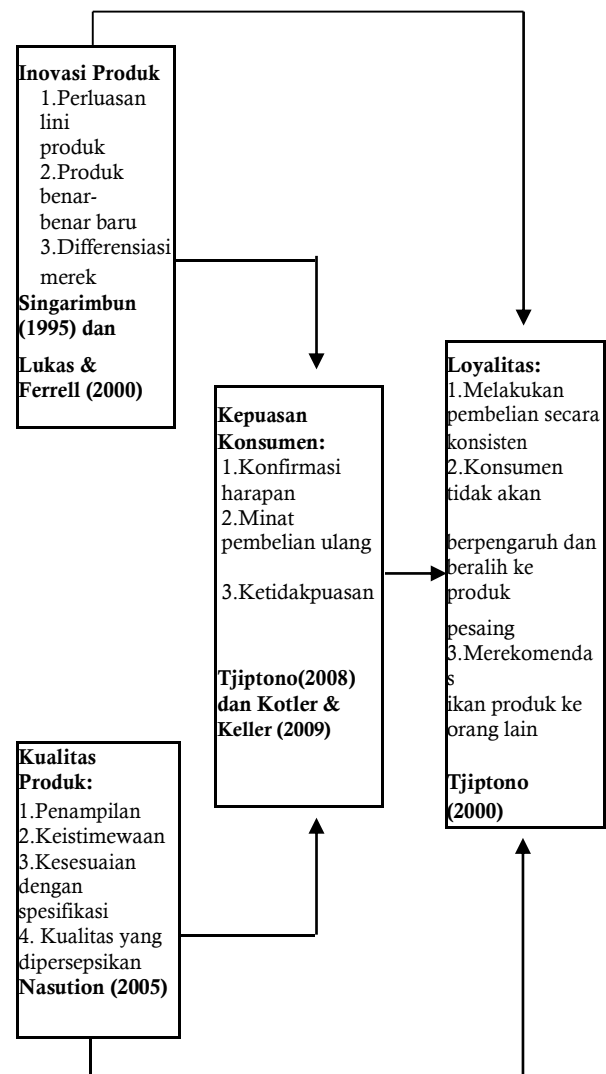 Inovasi Produk
1.Perluasan
lini
produk
2.Produk
benar-
benar baru
3.Differensiasi
merek
Singarimbun
(1995) dan
Lukas &
Ferrell (2000)
Kepuasan
Konsumen:
1.Konfirmasi
harapan
2.Minat
pembelian ulang
3.Ketidakpuasan
Tjiptono(2008)
dan Kotler &
Keller (2009)
Loyalitas:
1.Melakukan
pembelian secara
konsisten
2.Konsumen
tidak akan
berpengaruh dan
beralih ke
produk
pesaing
3.Merekomenda
s
ikan produk ke
orang lain
Tjiptono
(2000)
Kualitas
Produk:
1.Penampilan
2.Keistimewaan
3.Kesesuaian
dengan
spesifikasi
4. Kualitas yang
dipersepsikan
Nasution (2005)